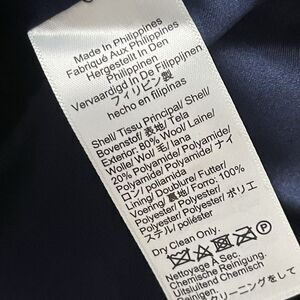 Made In Philippines
Fabriqué Aux Philippines
Hergestellt In Den
Philippinen
Vervaardigd In De Filippijnen
フィリピン製
hecho en filipinas
Shell/ Tissu Principal/ Shell/
Bovenstof/ 表地/ Tela
Exterior: 80% Wool/ Laine/
Wolle/ Wol/ 毛/ lana
20% Polyamide/ Polyamide/
Polyamide/ Polyamide/ ナイ
ロン/ poliamida
Lining/ Doublure/ Futter/
Voering/ 裏地/ Forro: 100%
Polyester/ Polyester/
Polyester/ Polyester/ ポリエ
ステル/ poliéster
Dry Clean Only.
Nettoyage A Sec.
Chemische Reinigung.
Uitsluitend Chemisch
Reinigen.
クリーニングをして